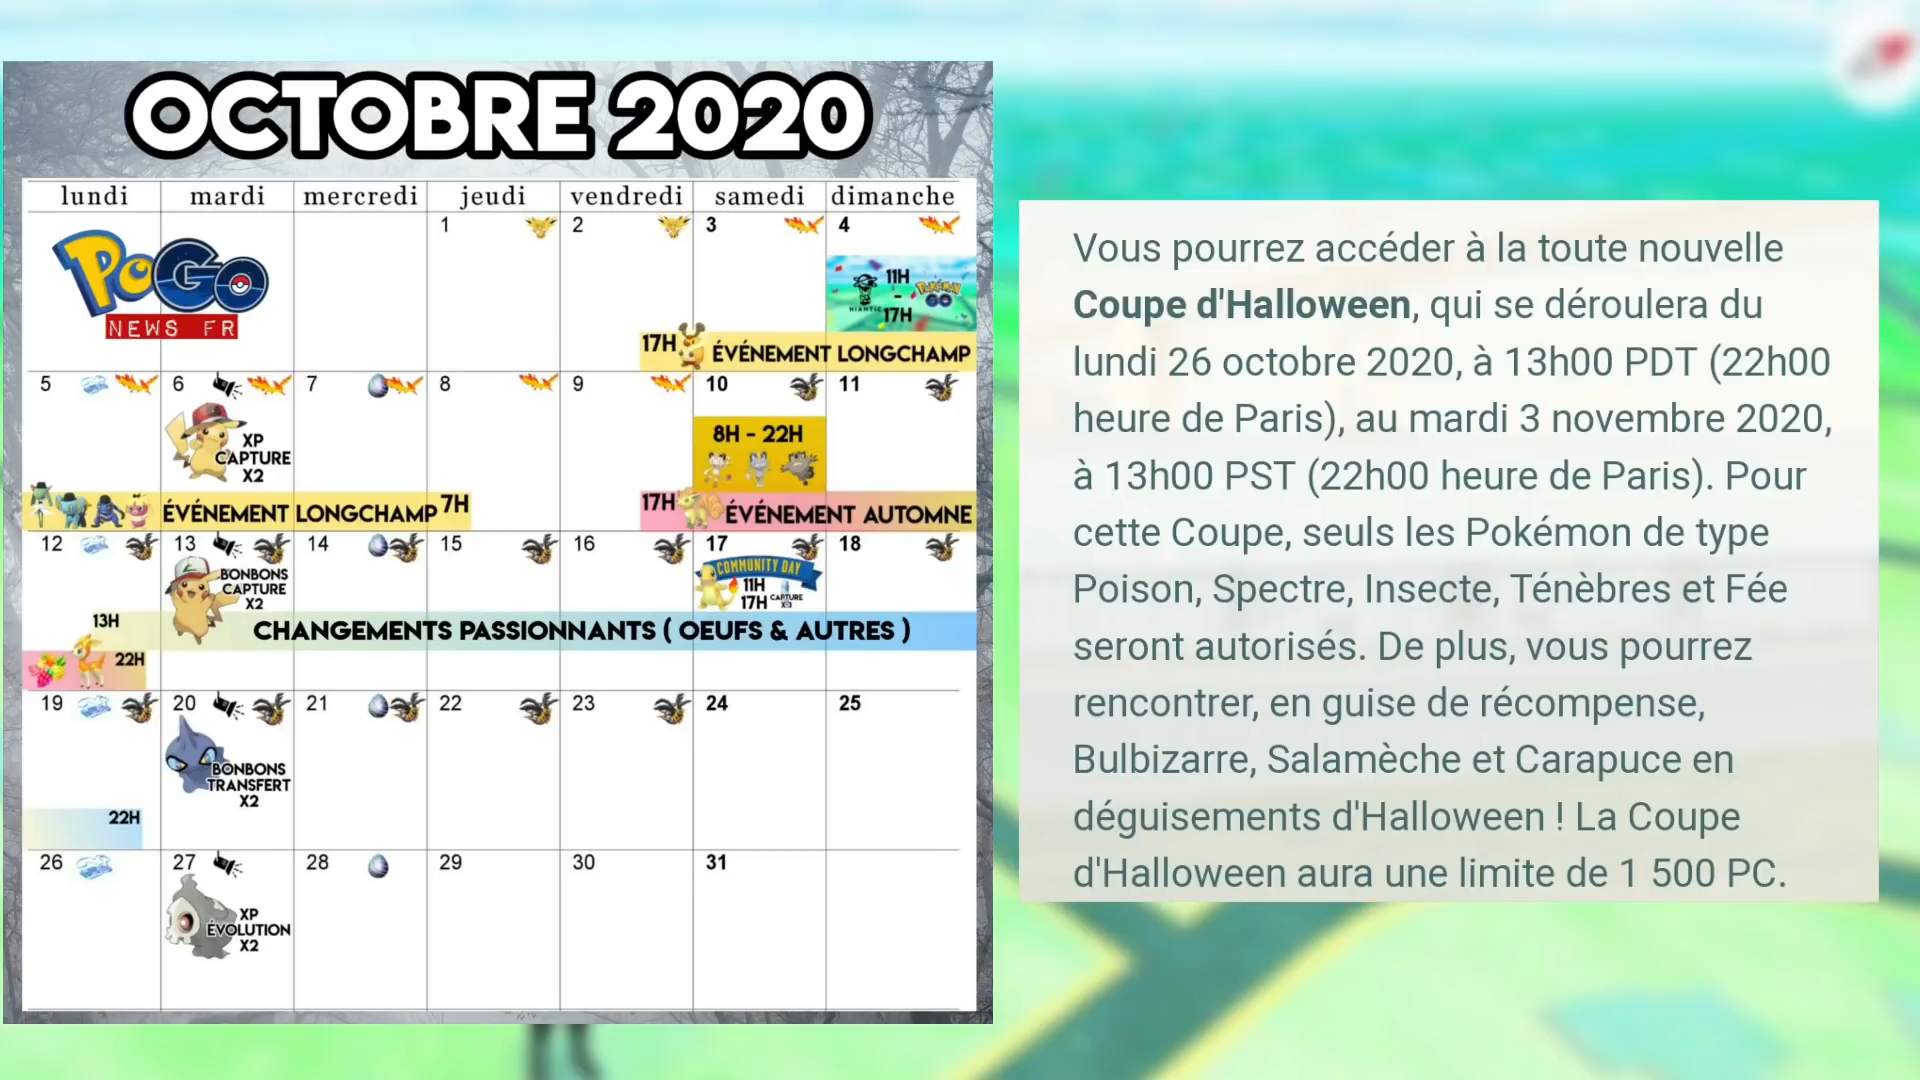 OCTOBRE 2020
lundi mardi mercredi jeudi vendredi samedi dimanche
PoGo
NEWS FR
1 2 3 4
11H
-
NIANTIC
POKÉMON
GO
17H
17H ÉVÉNEMENT LONGCHAMP
5 6 7 8 9 10 11
XP
CAPTURE
X2
8H - 22H
ÉVÉNEMENT LONGCHAMP 7H
17H ÉVÉNEMENT AUTOMNE
12 13 14 15 16 17 18
BONBONS
CAPTURE
X2
COMMUNITY DAY
11H
17H
CAPTURE
X3
13H
CHANGEMENTS PASSIONNANTS ( OEUFS & AUTRES )
22H
19 20 21 22 23 24 25
BONBONS
TRANSFERT
X2
22H
26 27 28 29 30 31
XP
ÉVOLUTION
X2
Vous pourrez accéder à la toute nouvelle
Coupe d'Halloween, qui se déroulera du
lundi 26 octobre 2020, à 13h00 PDT (22h00
heure de Paris), au mardi 3 novembre 2020,
à 13h00 PST (22h00 heure de Paris). Pour
cette Coupe, seuls les Pokémon de type
Poison, Spectre, Insecte, Ténèbres et Fée
seront autorisés. De plus, vous pourrez
rencontrer, en guise de récompense,
Bulbizarre, Salamèche et Carapuce en
déguisements d'Halloween ! La Coupe
d'Halloween aura une limite de 1 500 PC.